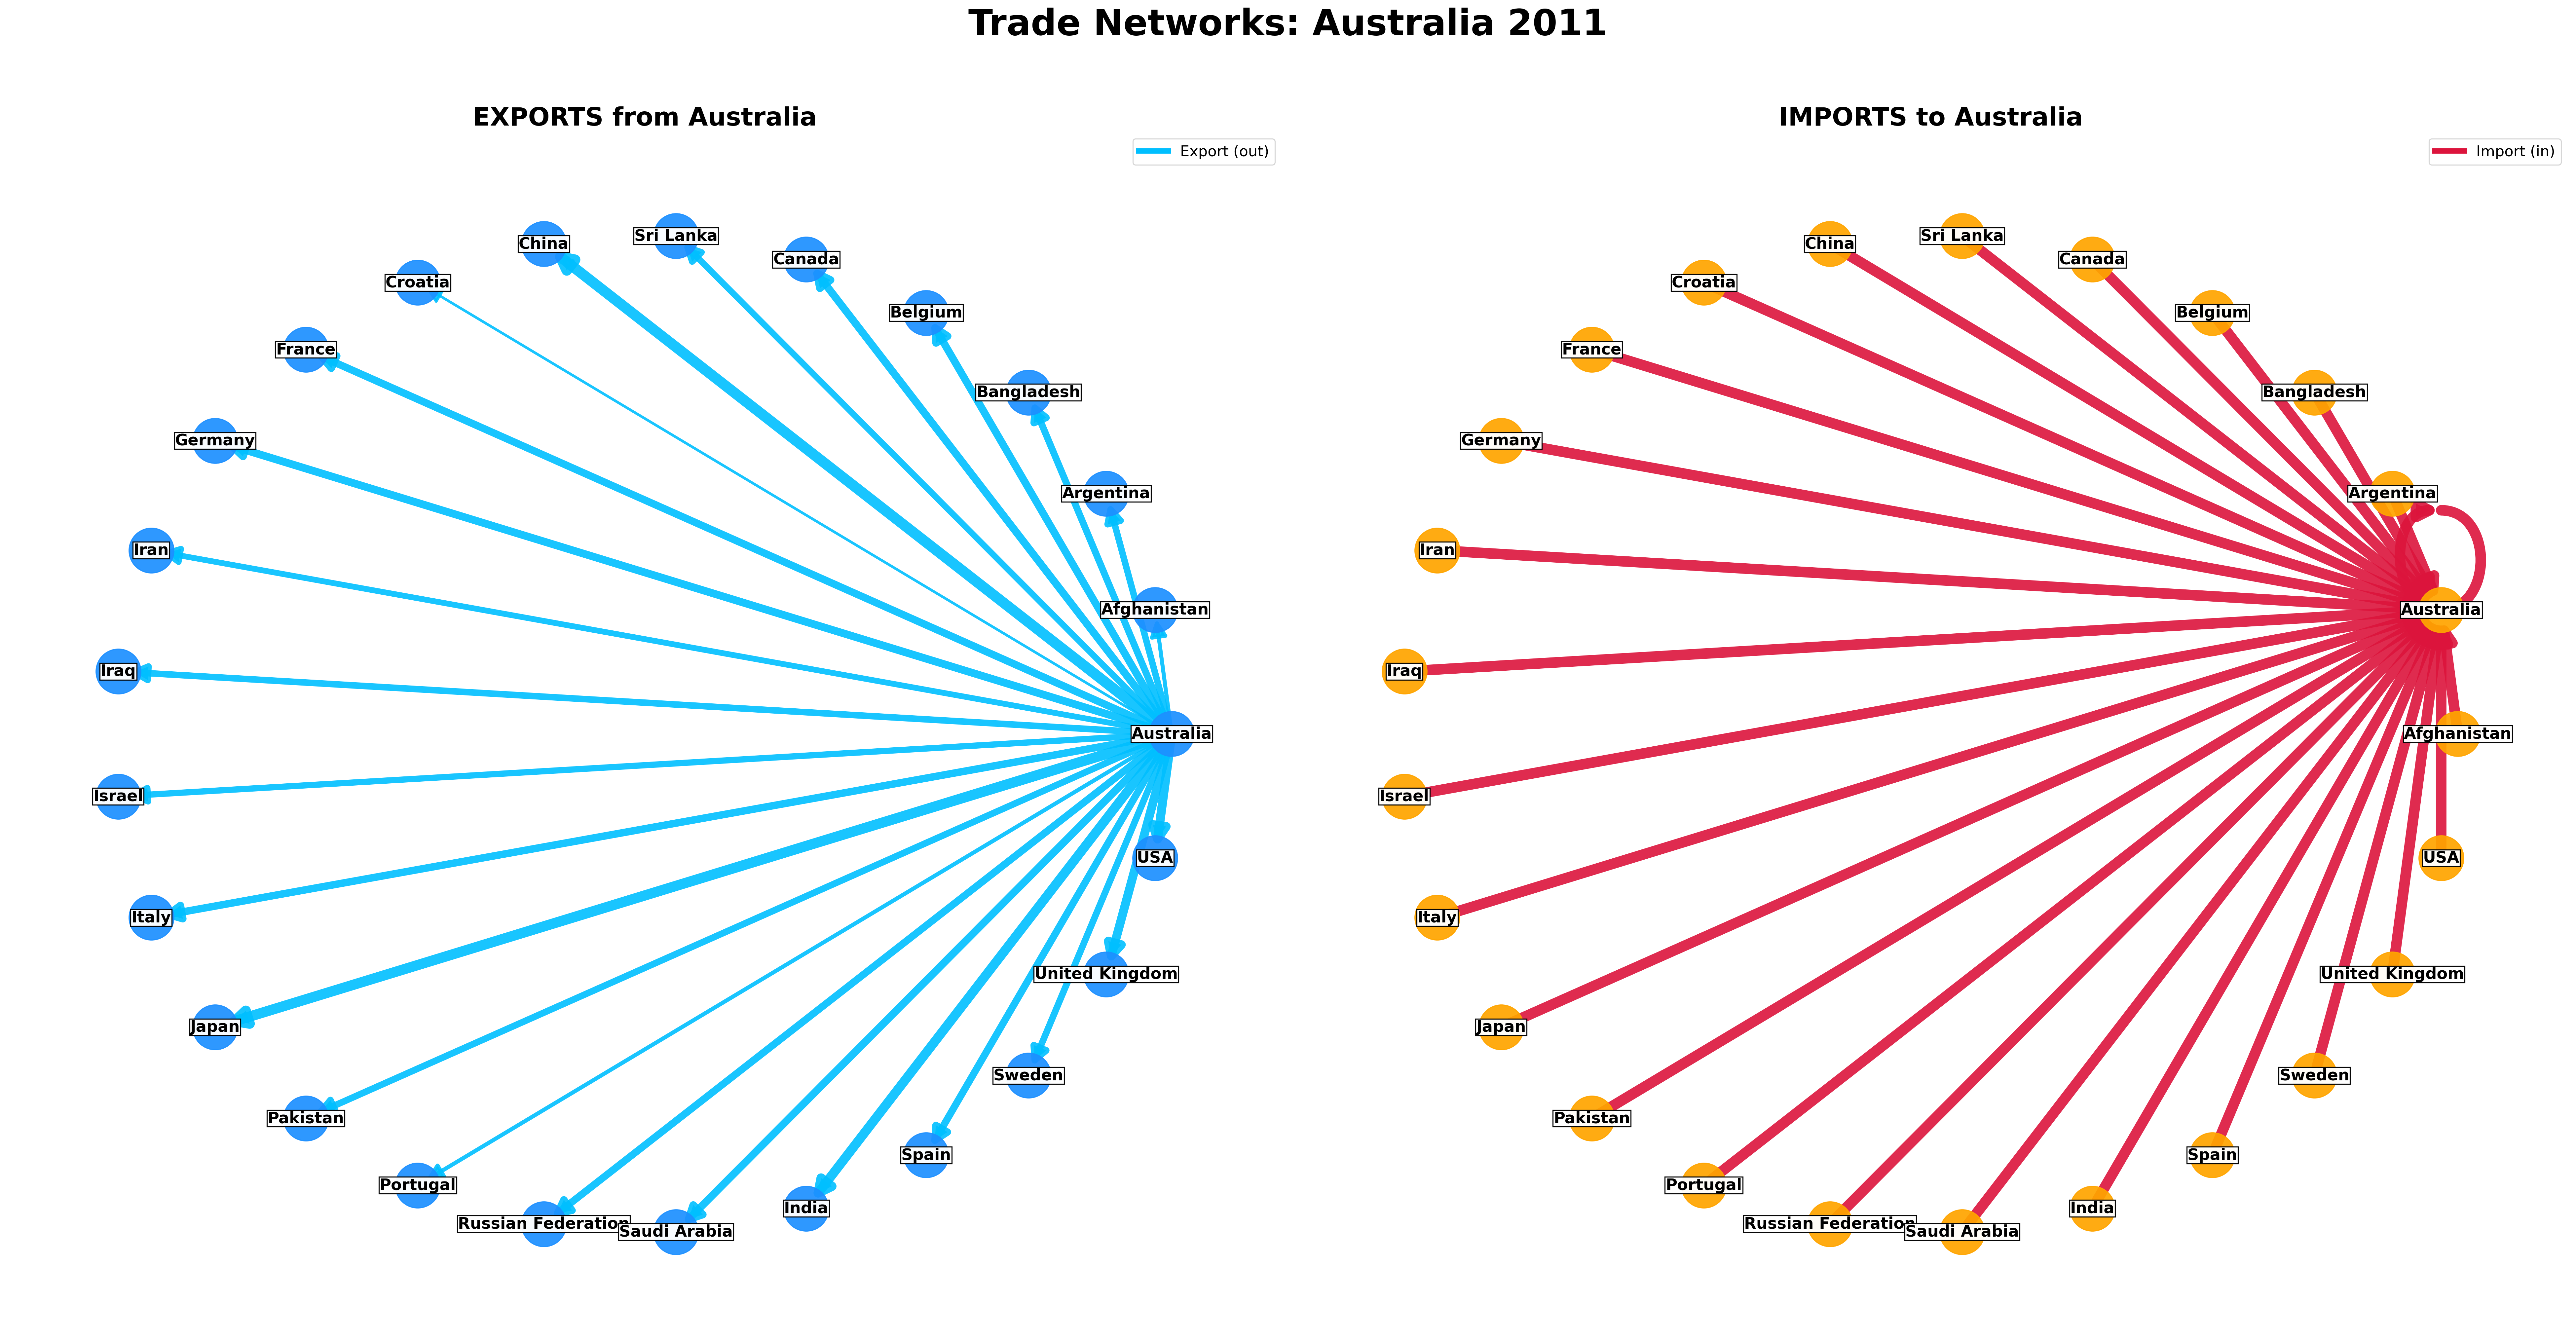 Trade Networks: Australia 2011
EXPORTS from Australia
Export (out)
Sri Lanka
China
Canada
Croatia
Belgium
France
Bangladesh
Germany
Argentina
Iran
Afghanistan
Iraq
Australia
Israel
USA
Italy
United Kingdom
Japan
Sweden
Pakistan
Spain
Portugal
India
Russian Federation
Saudi Arabia
IMPORTS to Australia
Import (in)
Sri Lanka
China
Canada
Croatia
Belgium
France
Bangladesh
Germany
Argentina
Iran
Australia
Iraq
Afghanistan
Israel
USA
Italy
United Kingdom
Japan
Sweden
Pakistan
Spain
Portugal
India
Russian Federation
Saudi Arabia